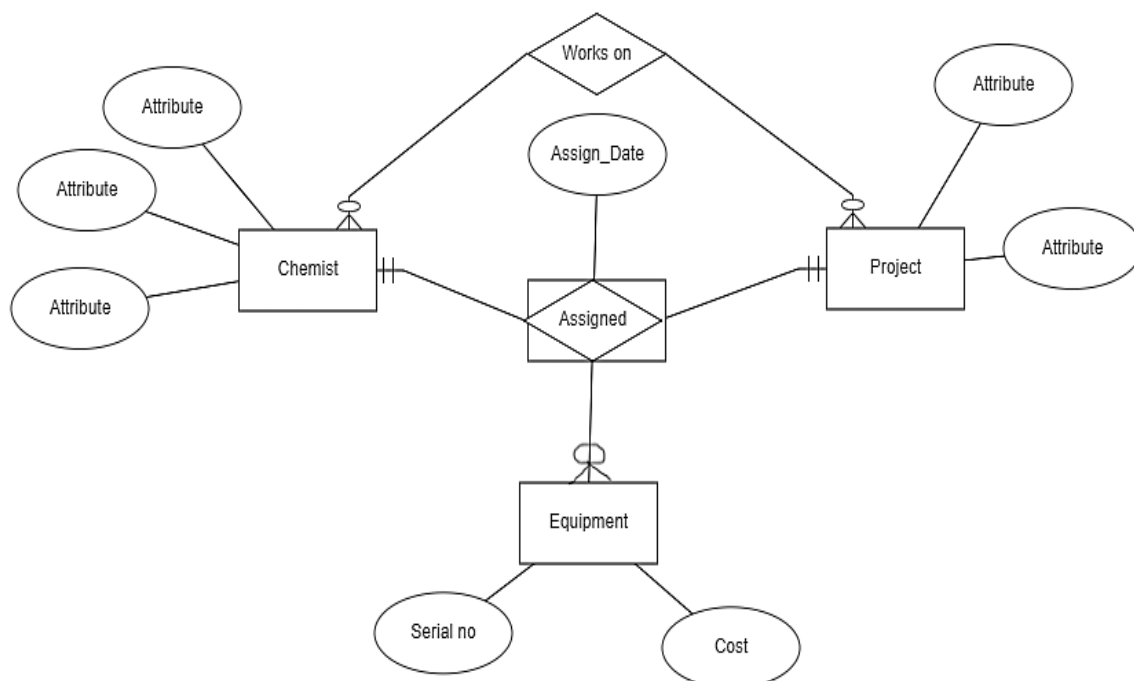 Works on
Attribute
Attribute
Assign_Date
Attribute
Attribute
Chemist
Project
Attribute
Assigned
Equipment
Serial no
Cost